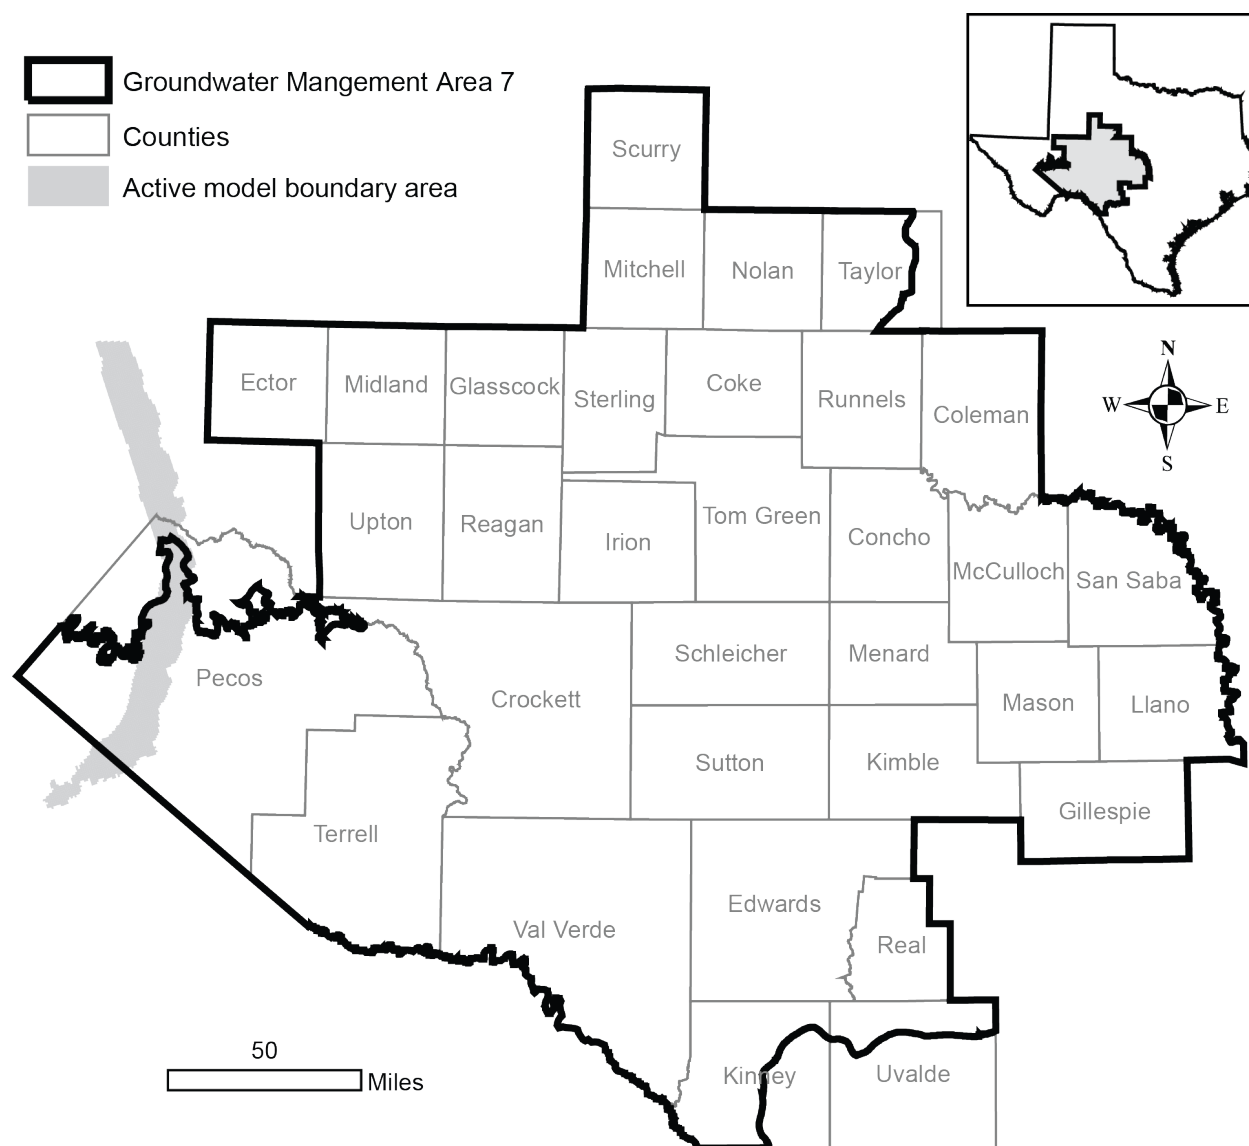 Groundwater Mangement Area 7
Counties
Active model boundary area
Scurry
Mitchell
Nolan
Taylor
Ector
Midland
Glasscock
Sterling
Coke
Runnels
Coleman
N
W
E
S
Upton
Reagan
Irion
Tom Green
Concho
McCulloch
San Saba
Pecos
Crockett
Schleicher
Menard
Mason
Llano
Sutton
Kimble
Gillespie
Terrell
Val Verde
Edwards
Real
Kinney
Uvalde
50
Miles